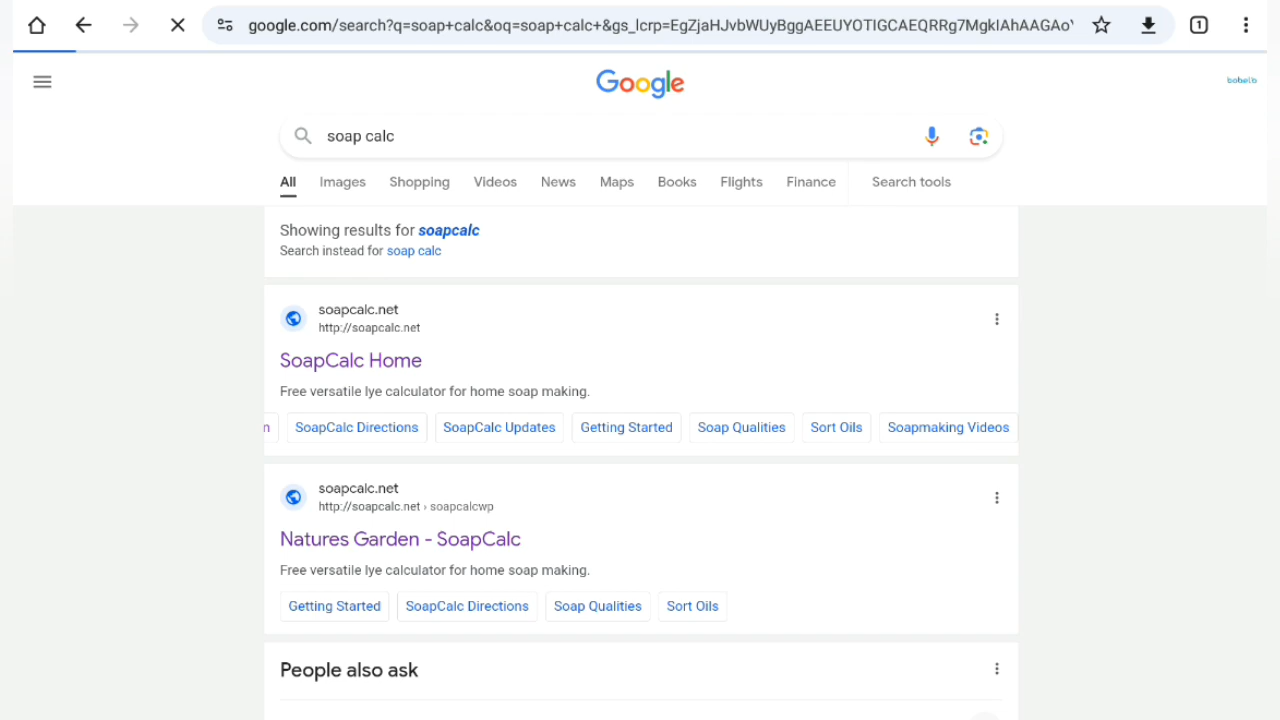 google.com/search?q=soap+calc&oq=soap+calc+&gs_lcrp=EgZjaHJvbWUyBggAEEUYOTIGCAEQRRg7MgkIAhAAGAo
1
Google
bobelb
soap calc
All Images Shopping Videos News Maps Books Flights Finance Search tools
Showing results for soapcalc
Search instead for soap calc
soapcalc.net
http://soapcalc.net
SoapCalc Home
Free versatile lye calculator for home soap making.
n SoapCalc Directions SoapCalc Updates Getting Started Soap Qualities Sort Oils Soapmaking Videos
soapcalc.net
http://soapcalc.net › soapcalcwp
Natures Garden - SoapCalc
Free versatile lye calculator for home soap making.
Getting Started SoapCalc Directions Soap Qualities Sort Oils
People also ask